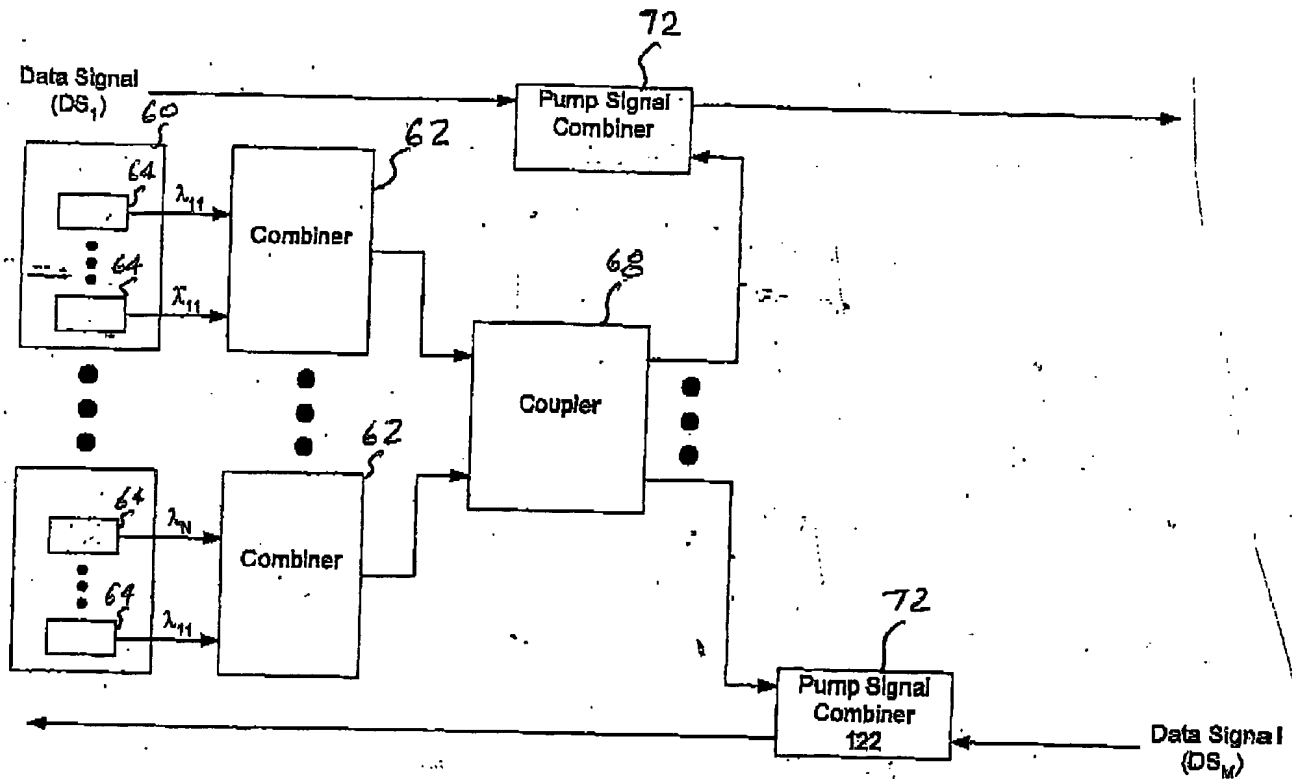 72
Data Signal
(DS1)
60
Pump Signal
Combiner
62
64
λ11
Combiner
64
λ11
68
Coupler
62
64
λN
Combiner
64
λ11
72
Pump Signal
Combiner
122
Data Signal
(DSM)